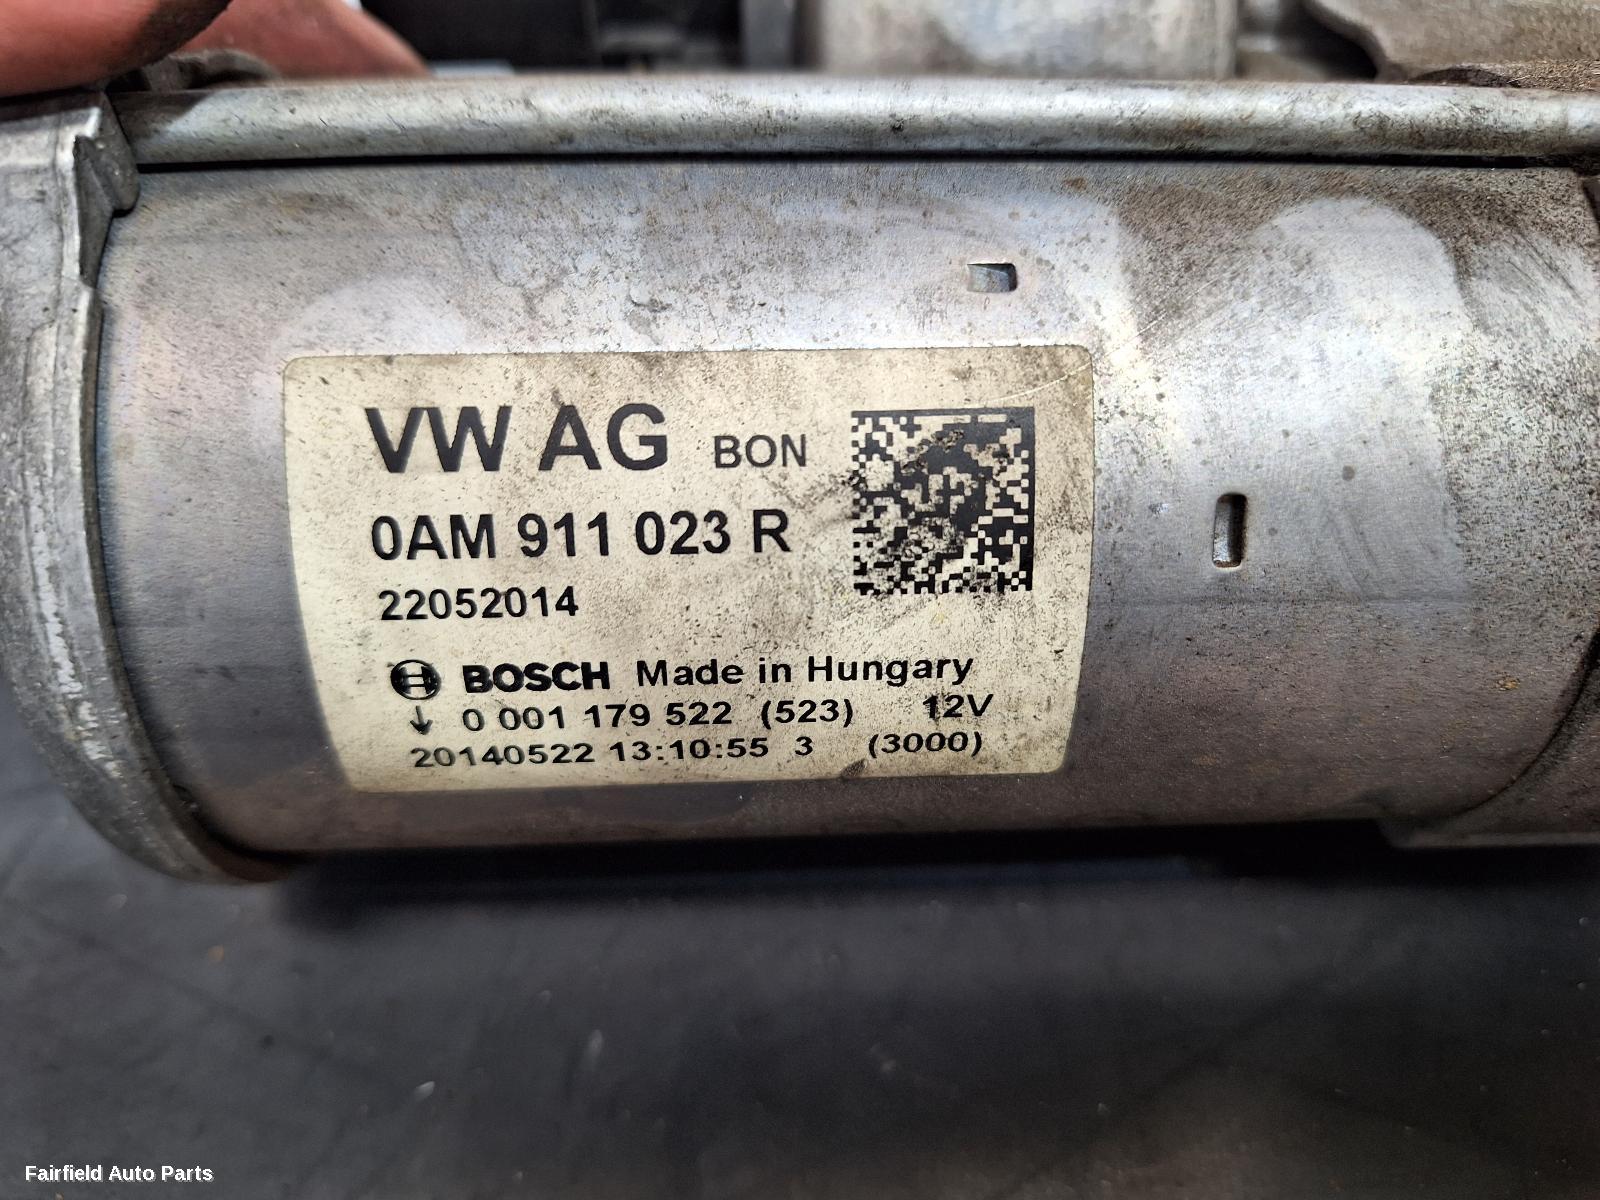 VW AG BON
0AM 911 023 R
22052014
BOSCH Made in Hungary
↓ 0 001 179 522 (523) 12V
20140522 13:10:55 3 (3000)
Fairfield Auto Parts